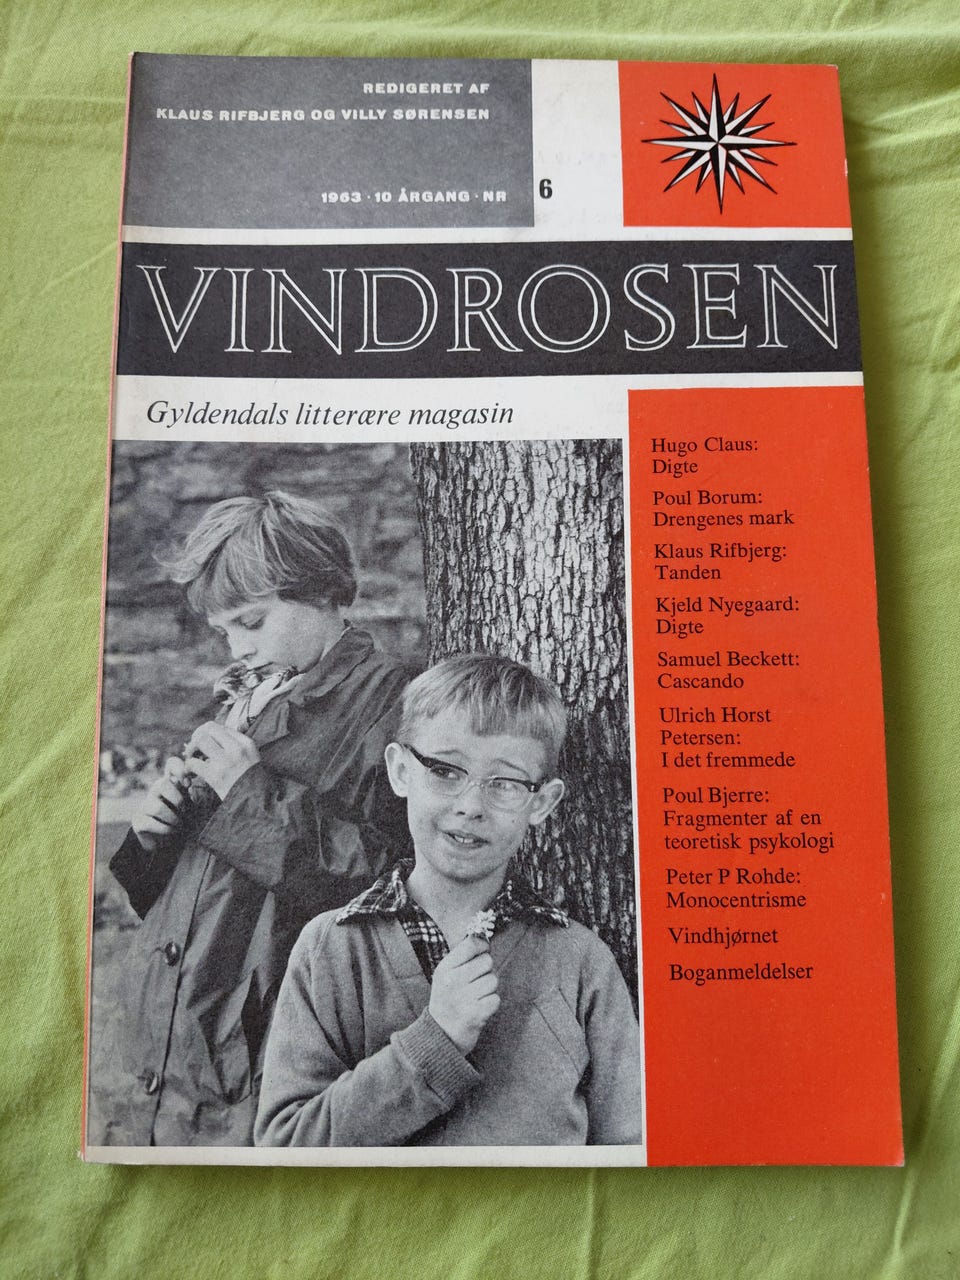 REDIGERET AF
KLAUS RIFBJERG OG VILLY SØRENSEN
1963 · 10 ÅRGANG · NR 6
VINDROSEN
Gyldendals litterære magasin
Hugo Claus:
Digte
Poul Borum:
Drengenes mark
Klaus Rifbjerg:
Tanden
Kjeld Nyegaard:
Digte
Samuel Beckett:
Cascando
Ulrich Horst
Petersen:
I det fremmede
Poul Bjerre:
Fragmenter af en
teoretisk psykologi
Peter P Rohde:
Monocentrisme
Vindhjørnet
Boganmeldelser